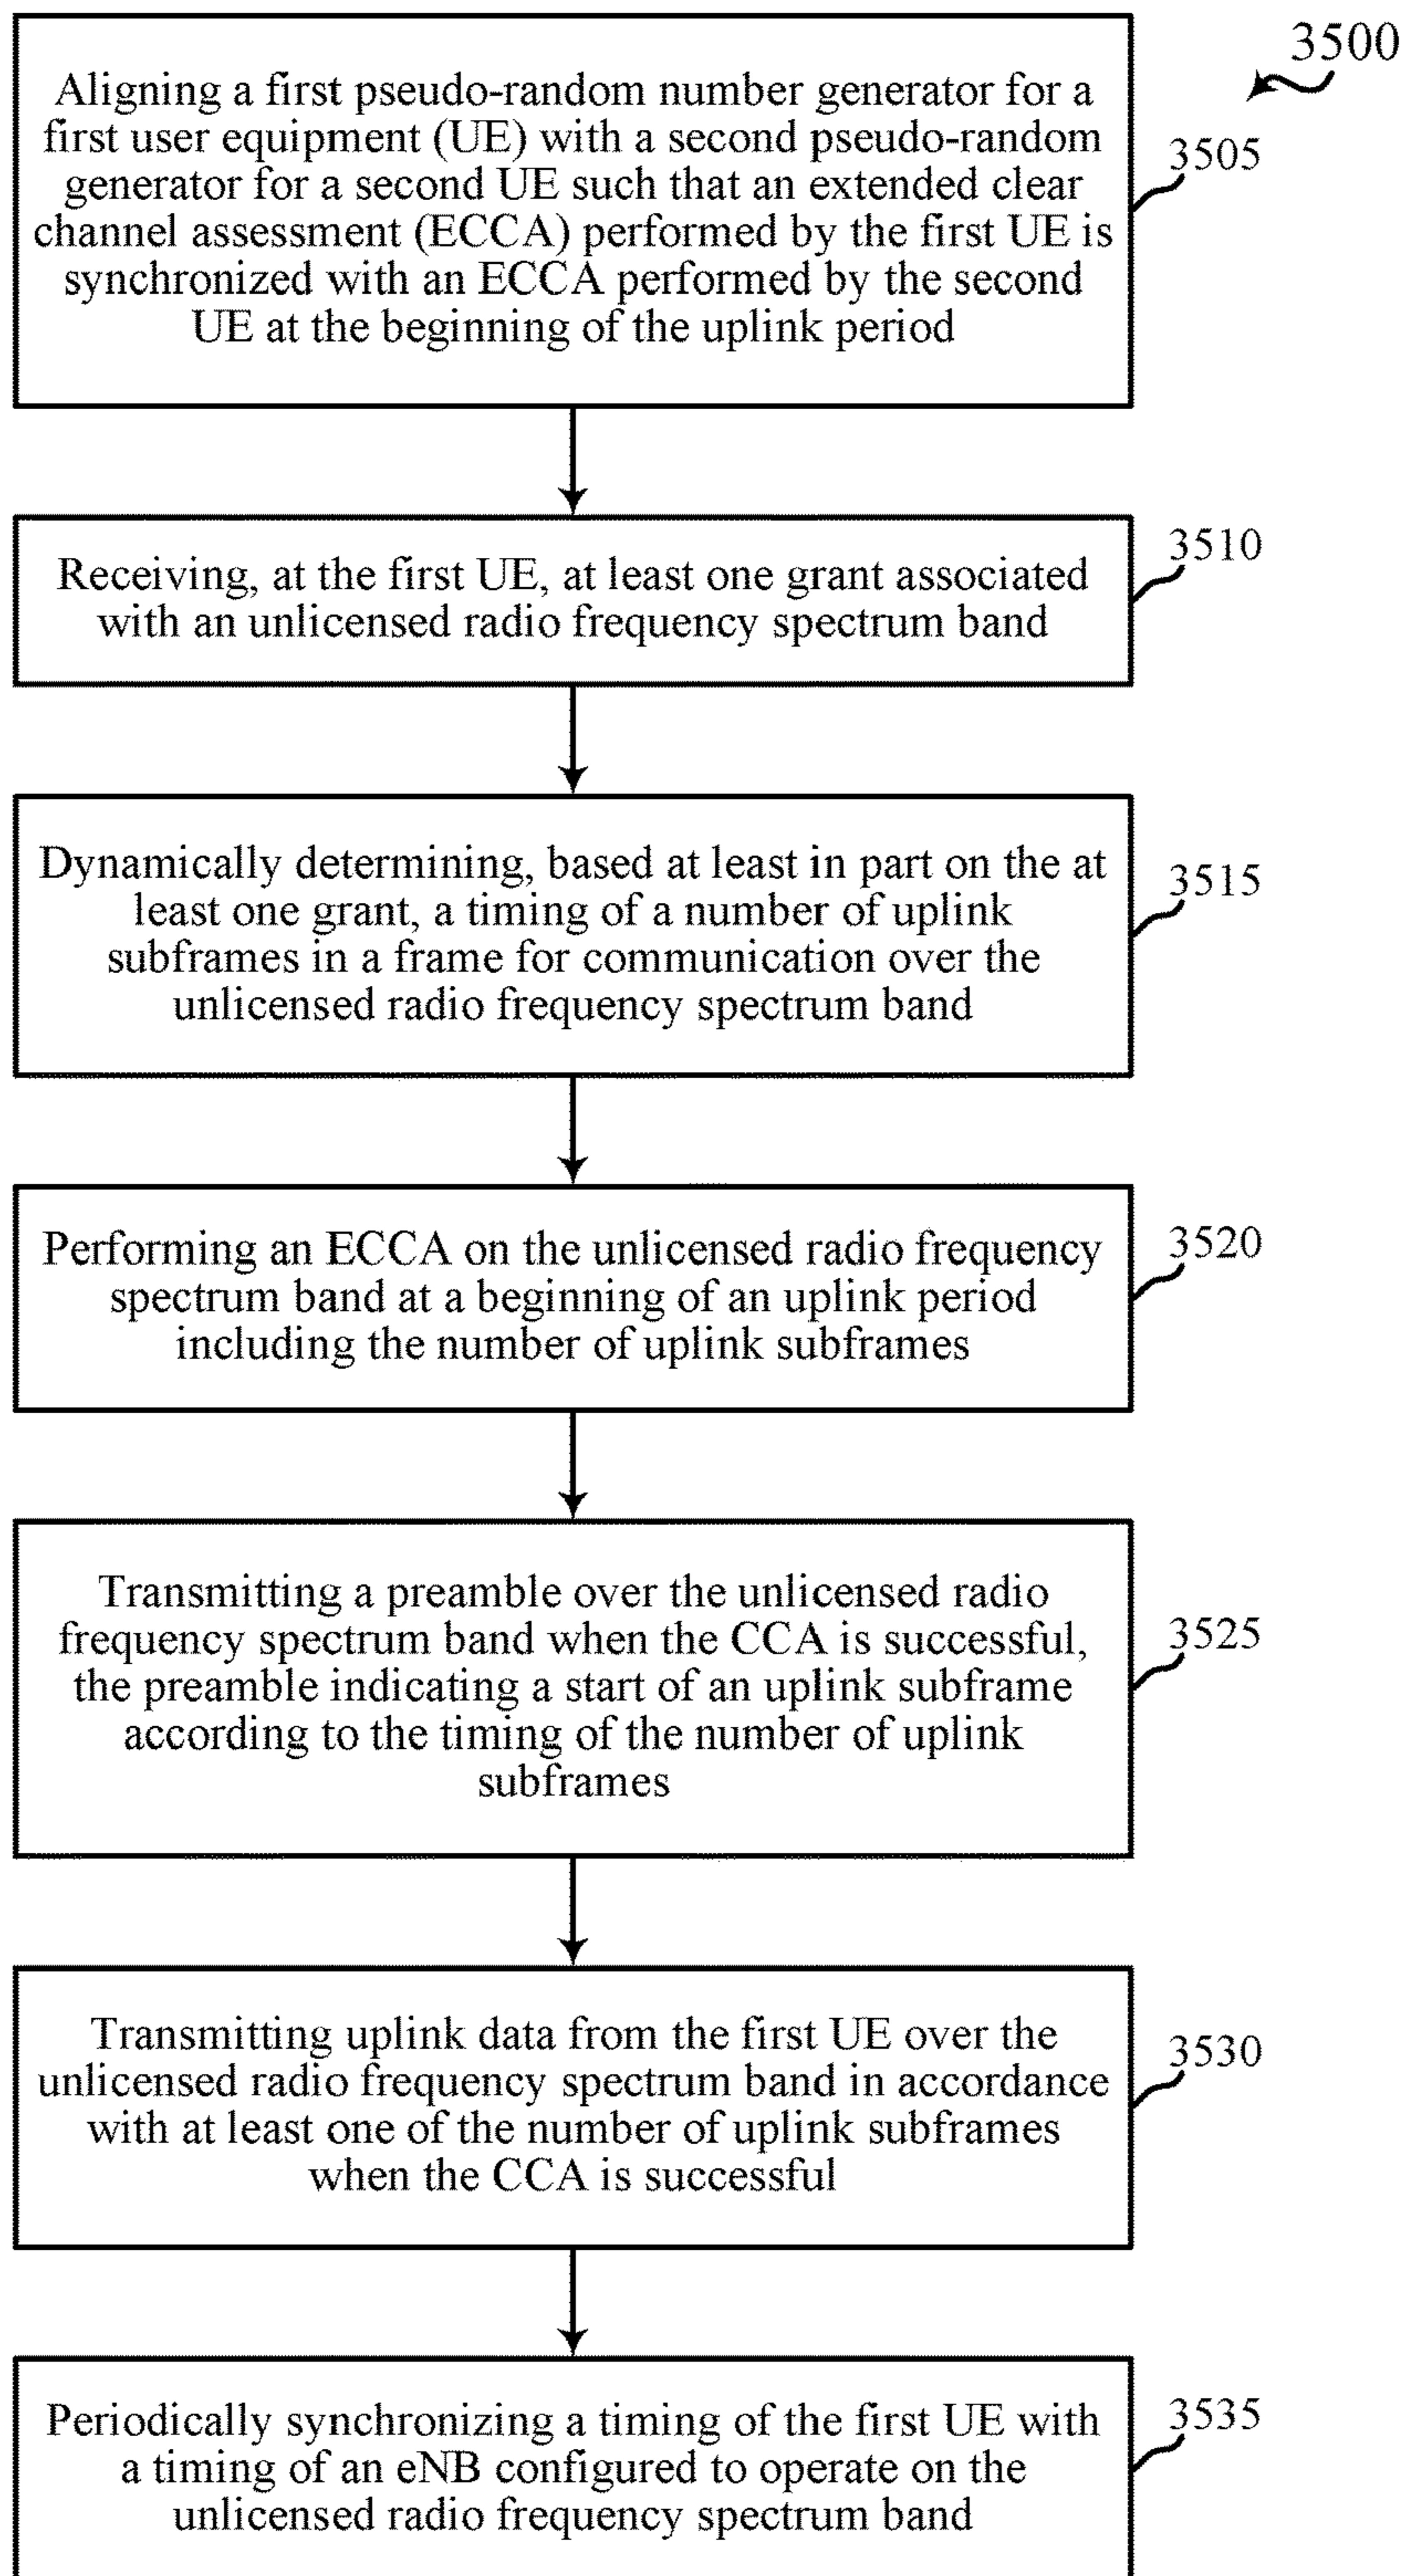 3500
Aligning a first pseudo-random number generator for a
first user equipment (UE) with a second pseudo-random
generator for a second UE such that an extended clear
channel assessment (ECCA) performed by the first UE is
synchronized with an ECCA performed by the second
UE at the beginning of the uplink period
3505
Receiving, at the first UE, at least one grant associated
with an unlicensed radio frequency spectrum band
3510
Dynamically determining, based at least in part on the at
least one grant, a timing of a number of uplink
subframes in a frame for communication over the
unlicensed radio frequency spectrum band
3515
Performing an ECCA on the unlicensed radio frequency
spectrum band at a beginning of an uplink period
including the number of uplink subframes
3520
Transmitting a preamble over the unlicensed radio
frequency spectrum band when the CCA is successful,
the preamble indicating a start of an uplink subframe
according to the timing of the number of uplink
subframes
3525
Transmitting uplink data from the first UE over the
unlicensed radio frequency spectrum band in accordance
with at least one of the number of uplink subframes
when the CCA is successful
3530
Periodically synchronizing a timing of the first UE with
a timing of an eNB configured to operate on the
unlicensed radio frequency spectrum band
3535